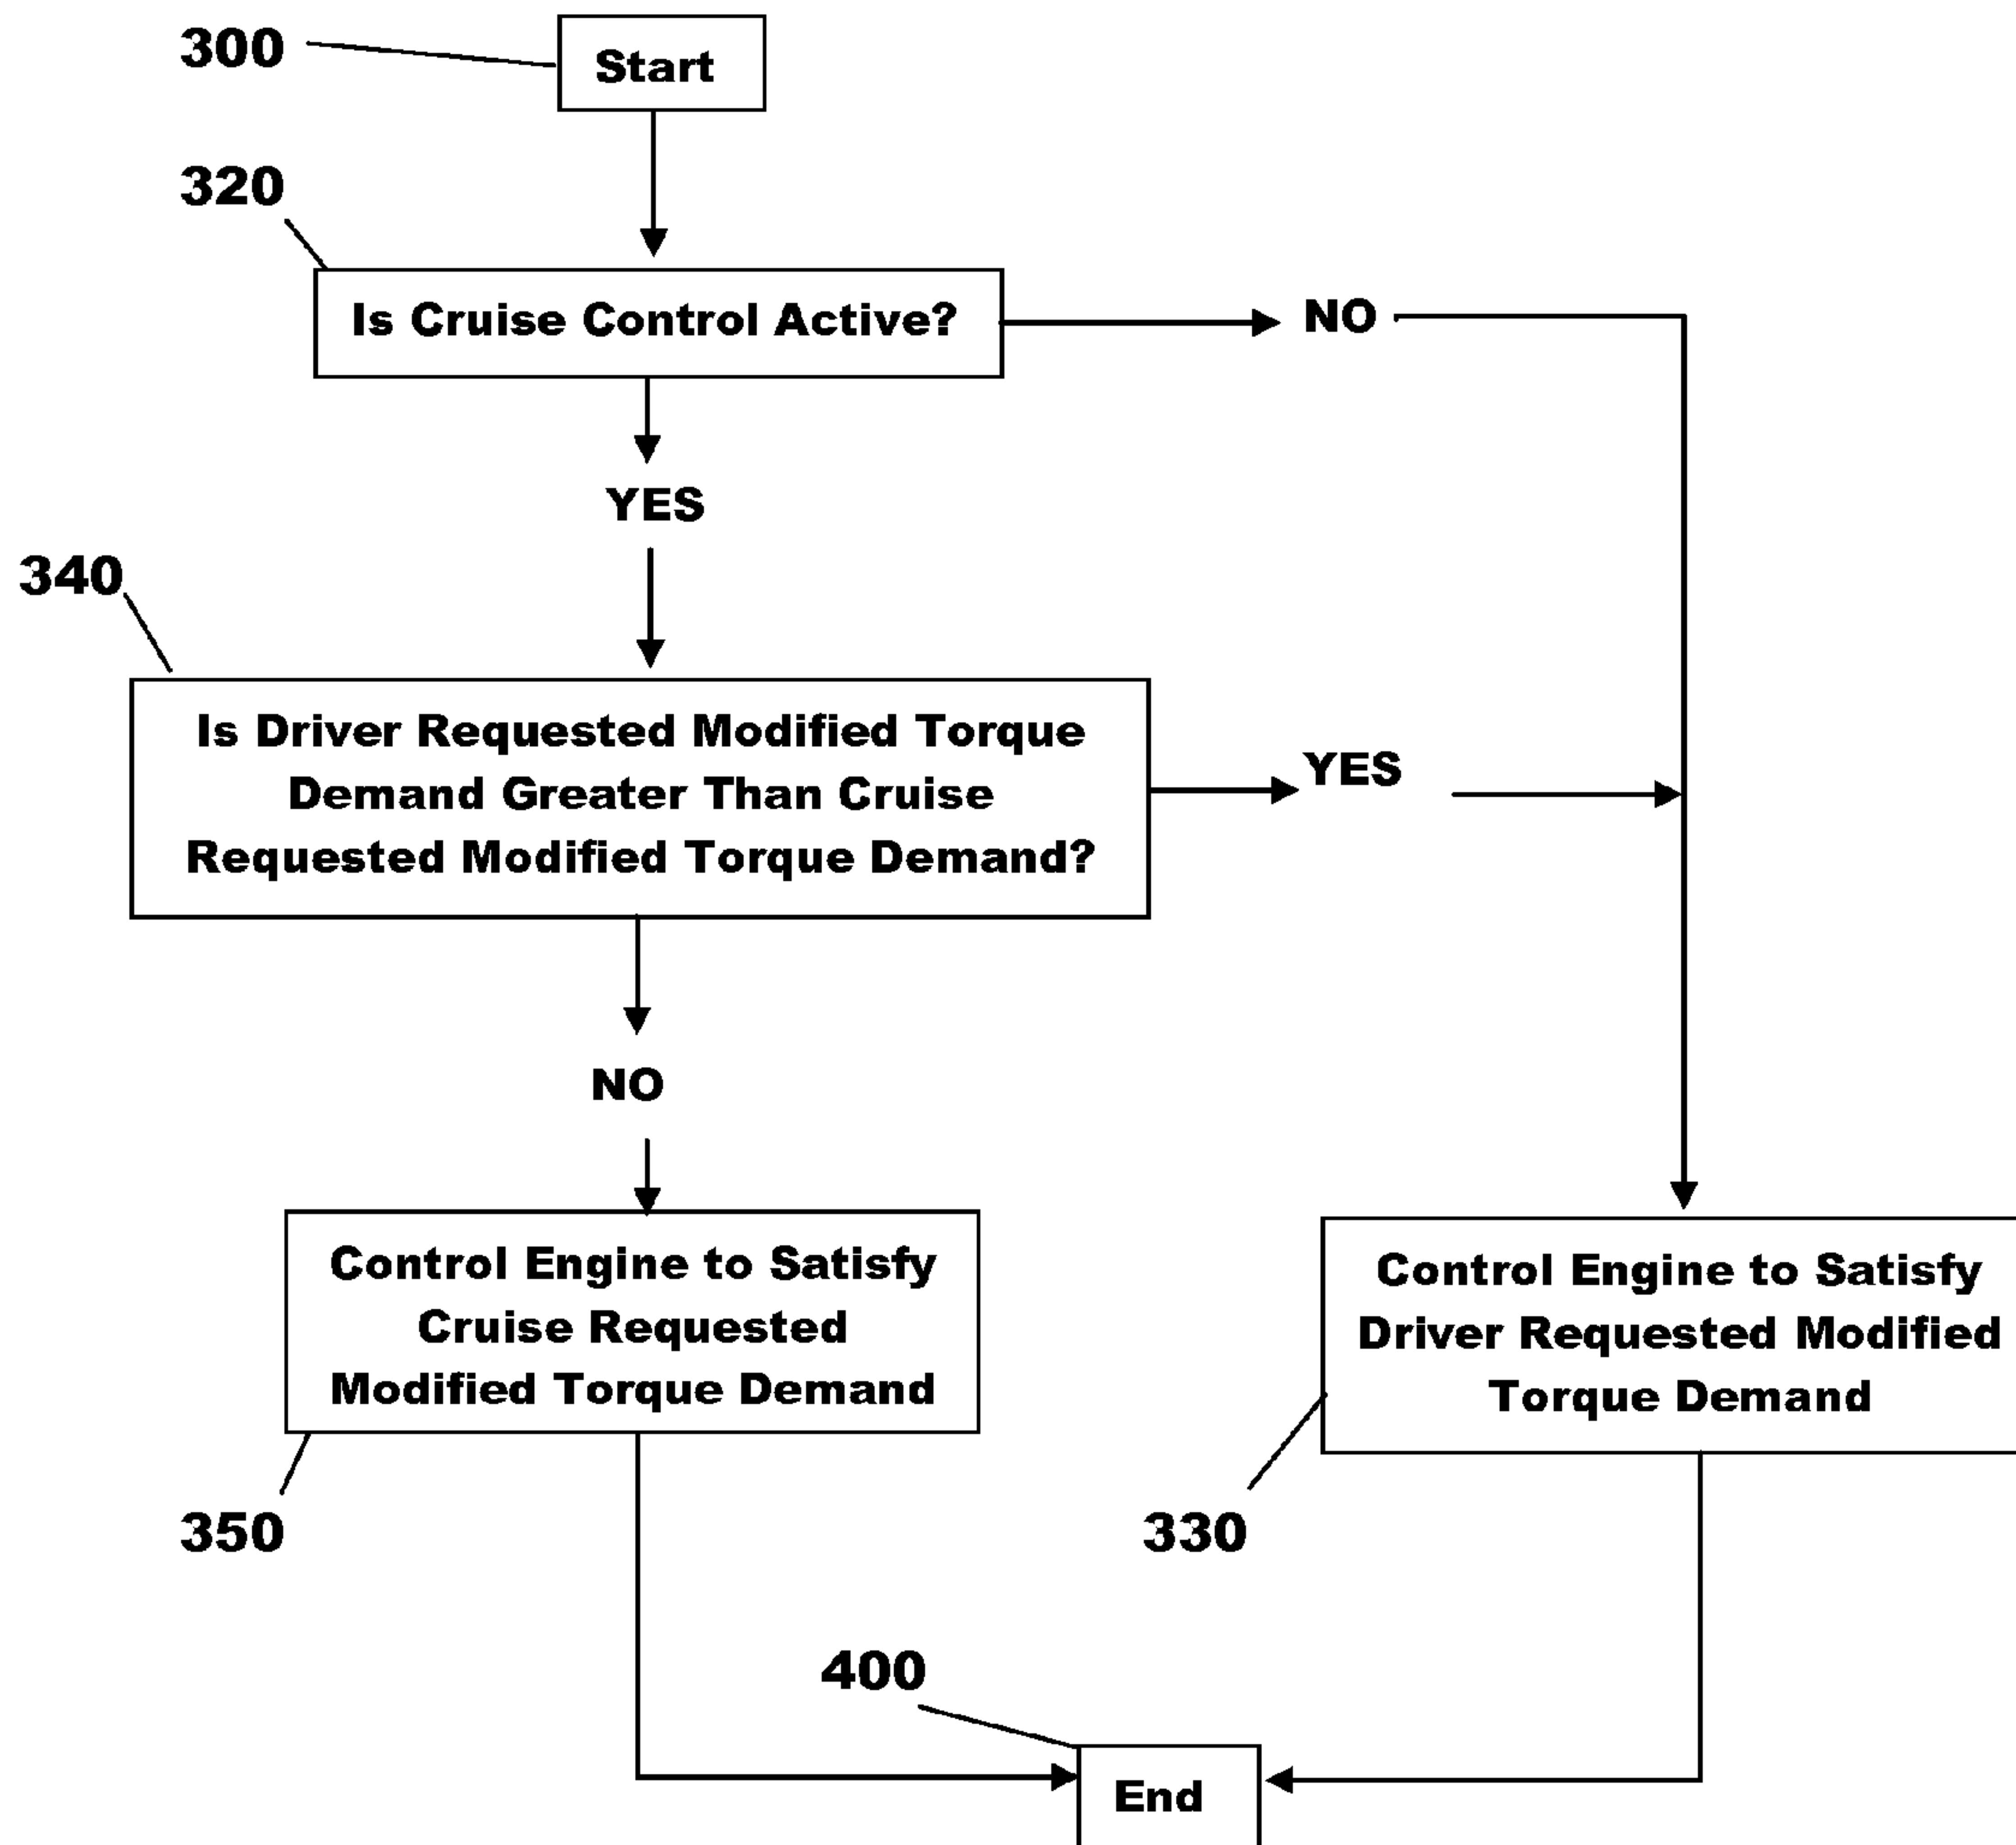 300
Start
320
Is Cruise Control Active?
NO
YES
340
Is Driver Requested Modified Torque
Demand Greater Than Cruise
Requested Modified Torque Demand?
YES
NO
Control Engine to Satisfy
Cruise Requested
Modified Torque Demand
Control Engine to Satisfy
Driver Requested Modified
Torque Demand
350
330
400
End